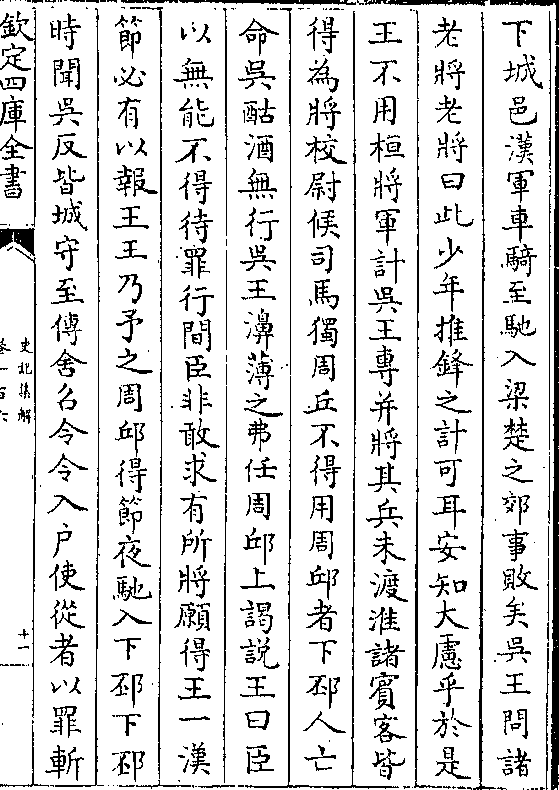 下城邑漢軍車騎至馳入梁楚之郊事敗矣吳王問諸
老將老將曰此少年推鋒之計可耳安知大慮乎於是
王不用桓將軍計吳王専并將其兵未渡淮諸賓客皆
得為將校尉候司馬獨周丘不得用周邱者下邳人亡
命吳酤酒無行吳王濞薄之弗任周邱上謁說王曰臣
以無能不得待罪行間臣非敢求有所將願得王一漢
節必有以報王王乃予之周邱得節夜馳入下邳下邳
時聞吳反皆城守至傳舍召令令入户使從者以罪斬
欽定四庫全書
史記集解
卷一百六
十一